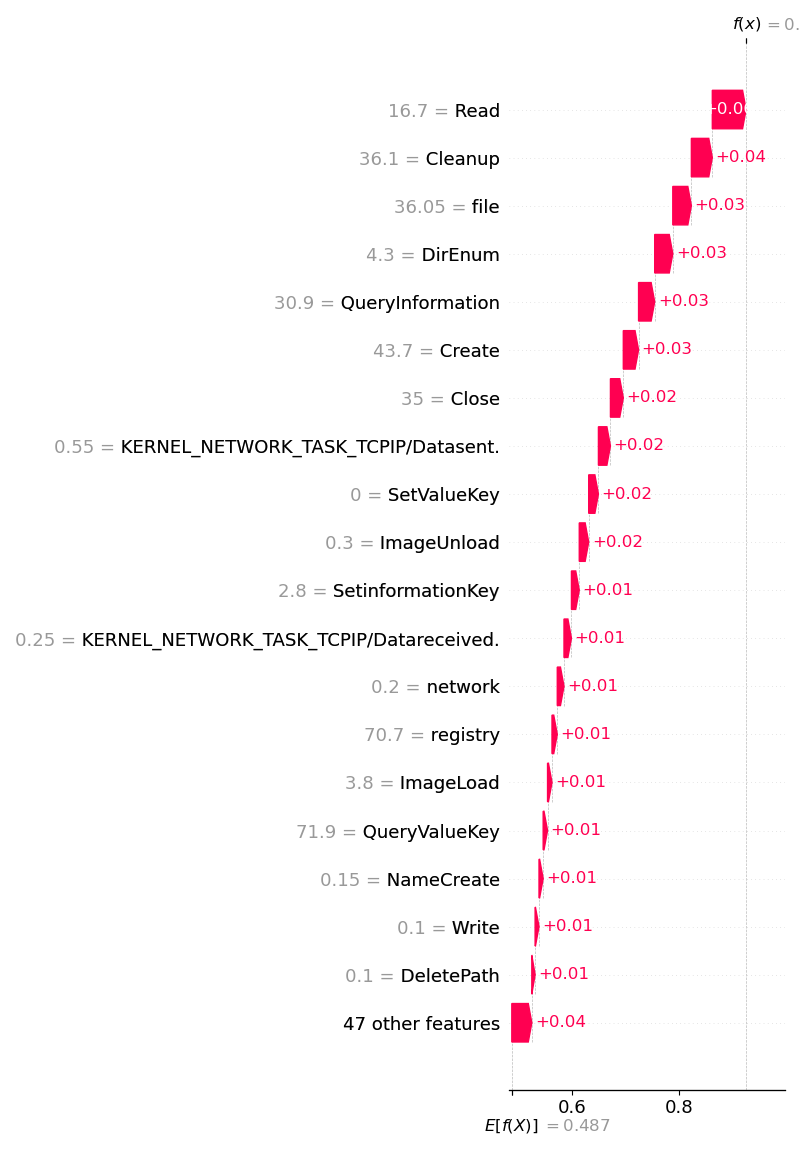 f(x) = 0.
16.7 = Read
-0.06
36.1 = Cleanup
+0.04
36.05 = file
+0.03
4.3 = DirEnum
+0.03
30.9 = QueryInformation
+0.03
43.7 = Create
+0.03
35 = Close
+0.02
0.55 = KERNEL_NETWORK_TASK_TCPIP/Datasent.
+0.02
0 = SetValueKey
+0.02
0.3 = ImageUnload
+0.02
2.8 = SetinformationKey
+0.01
0.25 = KERNEL_NETWORK_TASK_TCPIP/Datareceived.
+0.01
0.2 = network
+0.01
70.7 = registry
+0.01
3.8 = ImageLoad
+0.01
71.9 = QueryValueKey
+0.01
0.15 = NameCreate
+0.01
0.1 = Write
+0.01
0.1 = DeletePath
+0.01
47 other features
+0.04
0.6 0.8
E[f(X)] = 0.487